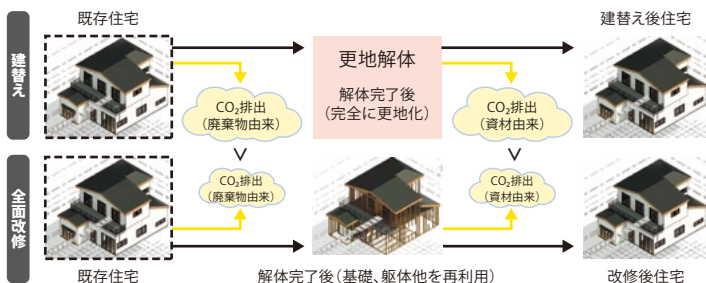 既存住宅
建替え後住宅
建替え
更地解体
解体完了後
（完全に更地化）
CO₂排出
（廃棄物由来）
CO₂排出
（資材由来）
∨
∨
全面改修
CO₂排出
（廃棄物由来）
CO₂排出
（資材由来）
既存住宅
解体完了後（基礎、躯体他を再利用）
改修後住宅